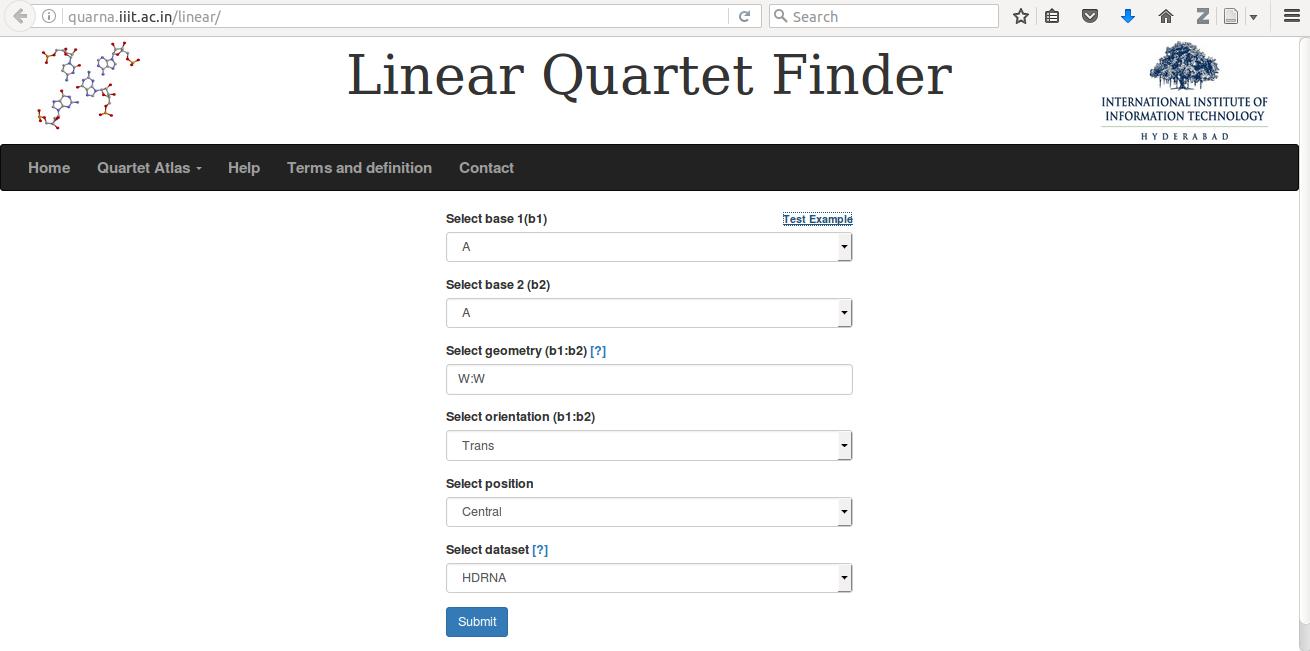 quarna.iiit.ac.in/linear/
Search
Linear Quartet Finder
INTERNATIONAL INSTITUTE OF
INFORMATION TECHNOLOGY
HYDERABAD
Home Quartet Atlas Help Terms and definition Contact
Select base 1(b1) Test Example
A
Select base 2 (b2)
A
Select geometry (b1:b2) [?]
W:W
Select orientation (b1:b2)
Trans
Select position
Central
Select dataset [?]
HDRNA
Submit